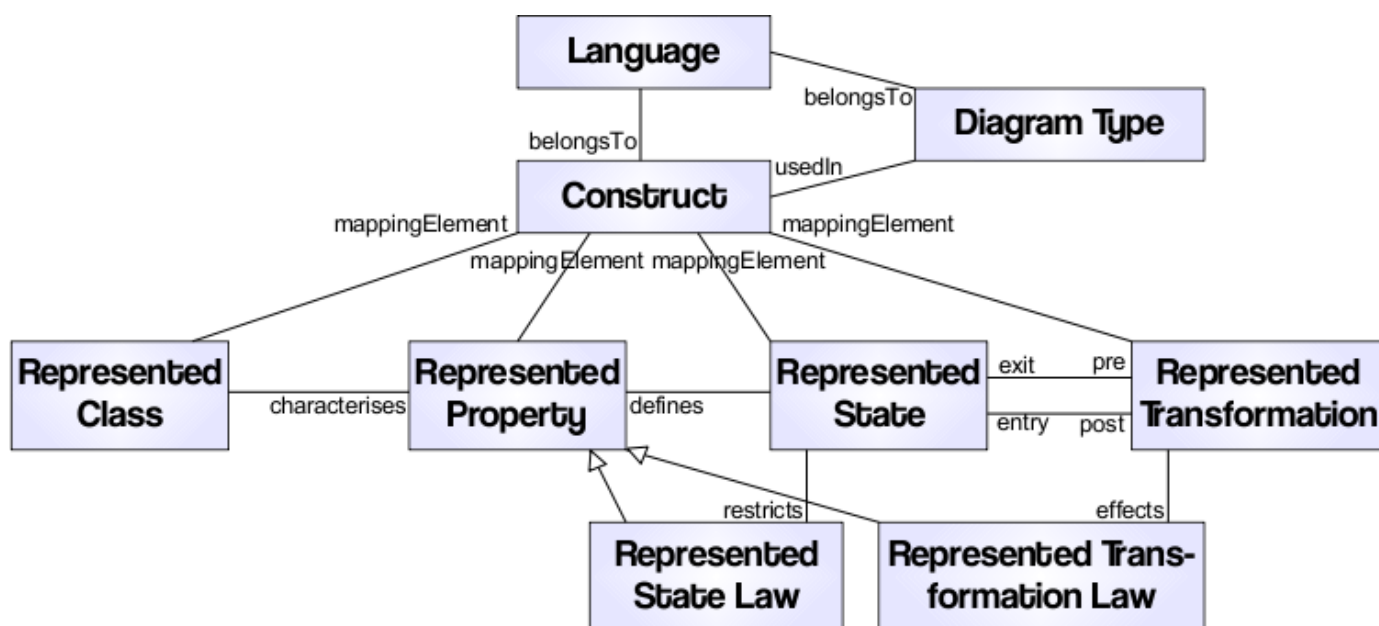 Language
belongsTo
Diagram Type
belongsTo
usedIn
Construct
mappingElement
mappingElement
mappingElement
mappingElement
Represented
Class
characterises
Represented
Property
defines
Represented
State
exit
pre
entry
post
Represented
Transformation
restricts
effects
Represented
State Law
Represented Trans-
formation Law